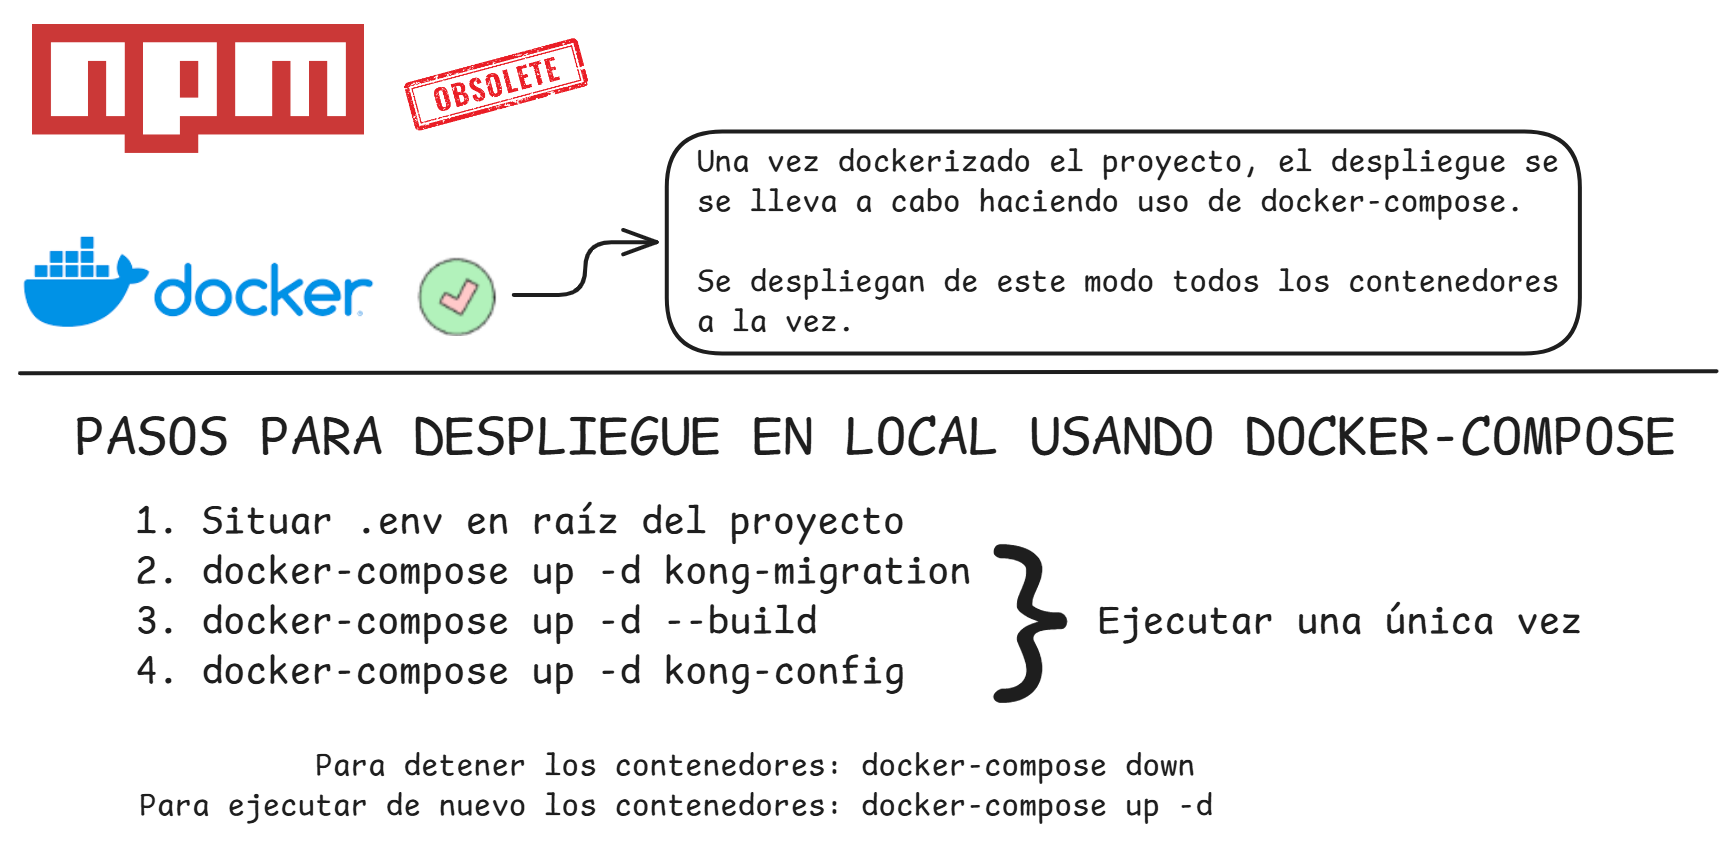 npm
OBSOLETE
Una vez dockerizado el proyecto, el despliegue se
se lleva a cabo haciendo uso de docker-compose.
Se despliegan de este modo todos los contenedores
a la vez.
docker
PASOS PARA DESPLIEGUE EN LOCAL USANDO DOCKER-COMPOSE
1. Situar .env en raíz del proyecto
2. docker-compose up -d kong-migration
3. docker-compose up -d --build
4. docker-compose up -d kong-config
Ejecutar una única vez
Para detener los contenedores: docker-compose down
Para ejecutar de nuevo los contenedores: docker-compose up -d